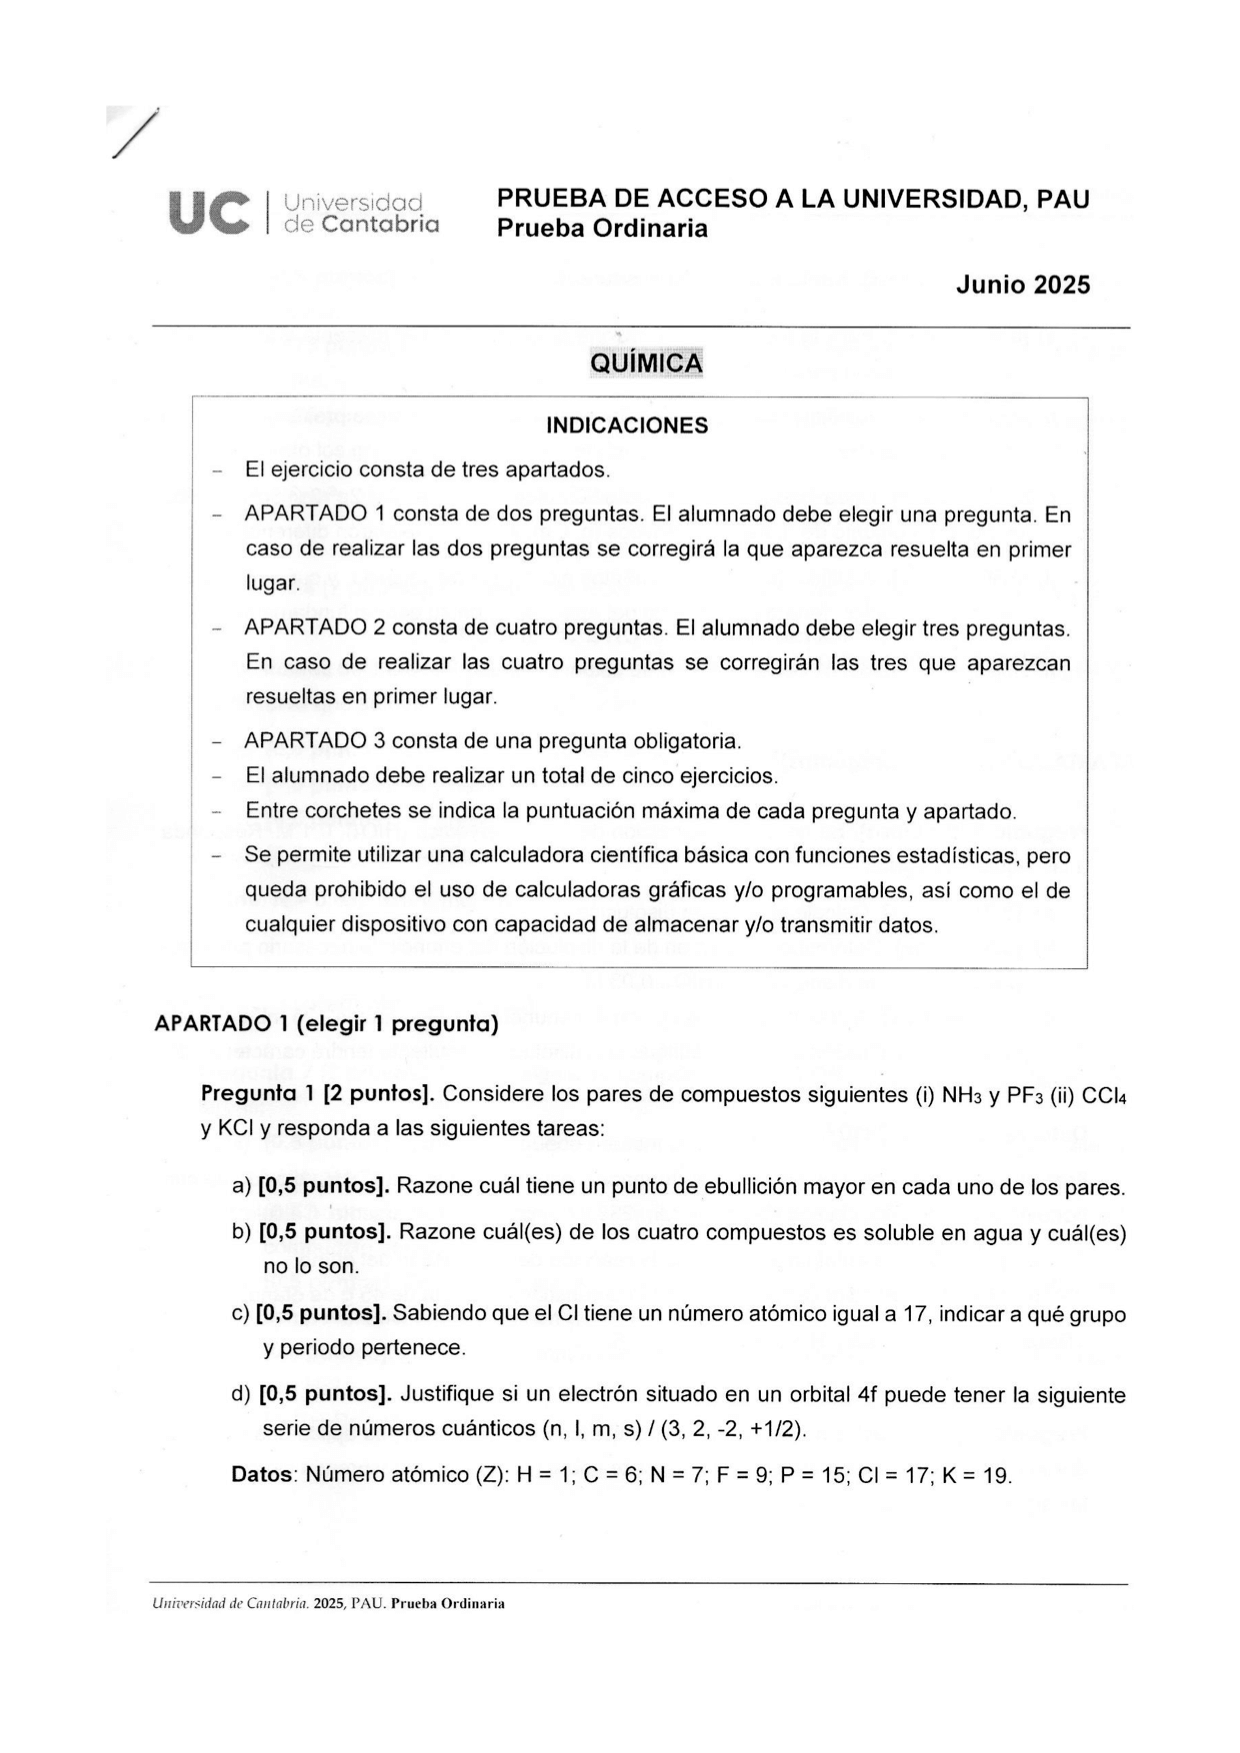 UC Universidad de Cantabria
PRUEBA DE ACCESO A LA UNIVERSIDAD, PAU
Prueba Ordinaria
Junio 2025
QUÍMICA
INDICACIONES
– El ejercicio consta de tres apartados.
– APARTADO 1 consta de dos preguntas. El alumnado debe elegir una pregunta. En
caso de realizar las dos preguntas se corregirá la que aparezca resuelta en primer
lugar.
– APARTADO 2 consta de cuatro preguntas. El alumnado debe elegir tres preguntas.
En caso de realizar las cuatro preguntas se corregirán las tres que aparezcan
resueltas en primer lugar.
– APARTADO 3 consta de una pregunta obligatoria.
– El alumnado debe realizar un total de cinco ejercicios.
– Entre corchetes se indica la puntuación máxima de cada pregunta y apartado.
– Se permite utilizar una calculadora científica básica con funciones estadísticas, pero
queda prohibido el uso de calculadoras gráficas y/o programables, así como el de
cualquier dispositivo con capacidad de almacenar y/o transmitir datos.
APARTADO 1 (elegir 1 pregunta)
Pregunta 1 [2 puntos]. Considere los pares de compuestos siguientes (i) NH₃ y PF₃ (ii) CCl₄
y KCl y responda a las siguientes tareas:
a) [0,5 puntos]. Razone cuál tiene un punto de ebullición mayor en cada uno de los pares.
b) [0,5 puntos]. Razone cuál(es) de los cuatro compuestos es soluble en agua y cuál(es)
no lo son.
c) [0,5 puntos]. Sabiendo que el Cl tiene un número atómico igual a 17, indicar a qué grupo
y periodo pertenece.
d) [0,5 puntos]. Justifique si un electrón situado en un orbital 4f puede tener la siguiente
serie de números cuánticos (n, l, m, s) / (3, 2, -2, +1/2).
Datos: Número atómico (Z): H = 1; C = 6; N = 7; F = 9; P = 15; Cl = 17; K = 19.
Universidad de Cantabria. 2025, PAU. Prueba Ordinaria